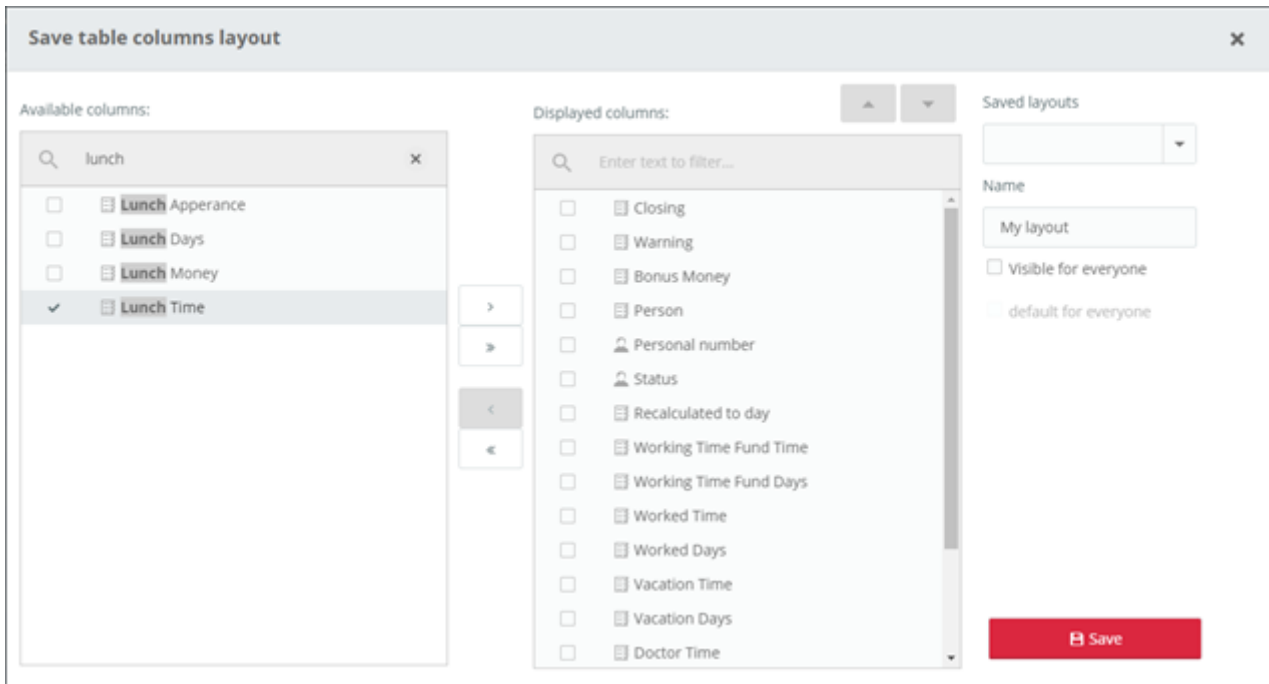 Save table columns layout
Available columns:
lunch
Lunch Apperance
Lunch Days
Lunch Money
Lunch Time
Displayed columns:
Enter text to filter...
Closing
Warning
Bonus Money
Person
Personal number
Status
Recalculated to day
Working Time Fund Time
Working Time Fund Days
Worked Time
Worked Days
Vacation Time
Vacation Days
Doctor Time
Saved layouts
Name
My layout
Visible for everyone
default for everyone
Save